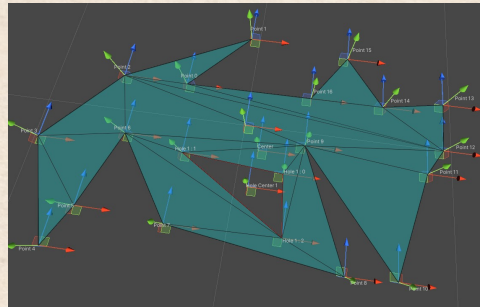 Point 1
Point 15
Point 2
Point 0
Point 16
Point 14
Point 13
Point 3
Point 6
Hole 1 - 1
Center
Point 9
Point 12
Hole 1 - 0
Point 11
Hole Center 1
Point 5
Point 7
Hole 1 - 2
Point 4
Point 8
Point 10